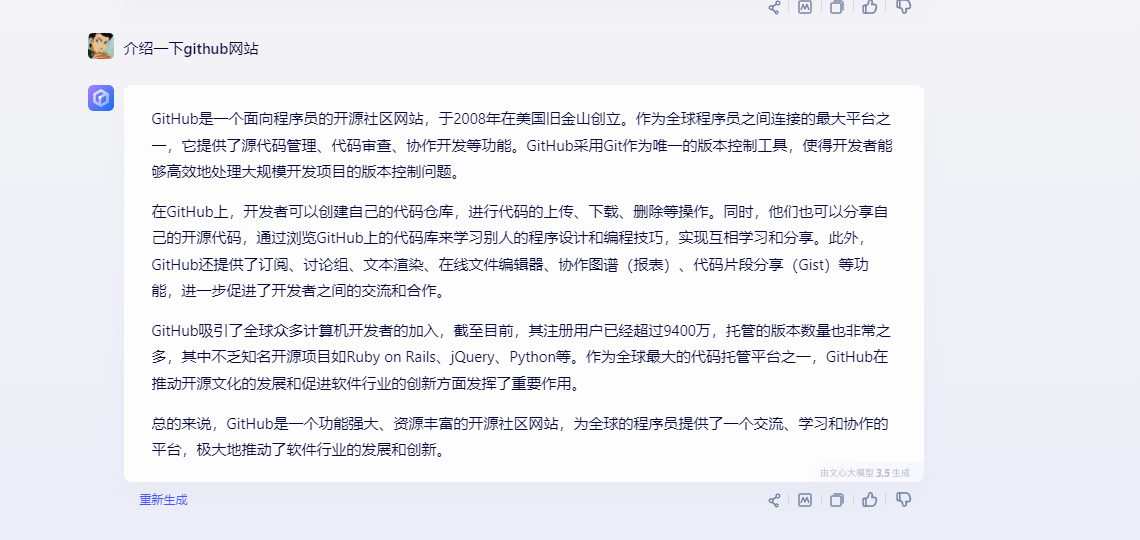 介绍一下github网站
GitHub是一个面向程序员的开源社区网站，于2008年在美国旧金山创立。作为全球程序员之间连接的最大平台之
一，它提供了源代码管理、代码审查、协作开发等功能。GitHub采用Git作为唯一的版本控制工具，使得开发者能
够高效地处理大规模开发项目的版本控制问题。
在GitHub上，开发者可以创建自己的代码仓库，进行代码的上传、下载、删除等操作。同时，他们也可以分享自
己的开源代码，通过浏览GitHub上的代码库来学习别人的程序设计和编程技巧，实现互相学习和分享。此外，
GitHub还提供了订阅、讨论组、文本渲染、在线文件编辑器、协作图谱（报表）、代码片段分享（Gist）等功
能，进一步促进了开发者之间的交流和合作。
GitHub吸引了全球众多计算机开发者的加入，截至目前，其注册用户已经超过9400万，托管的版本数量也非常之
多，其中不乏知名开源项目如Ruby on Rails、jQuery、Python等。作为全球最大的代码托管平台之一，GitHub在
推动开源文化的发展和促进软件行业的创新方面发挥了重要作用。
总的来说，GitHub是一个功能强大、资源丰富的开源社区网站，为全球的程序员提供了一个交流、学习和协作的
平台，极大地推动了软件行业的发展和创新。
由文心大模型 3.5 生成
重新生成